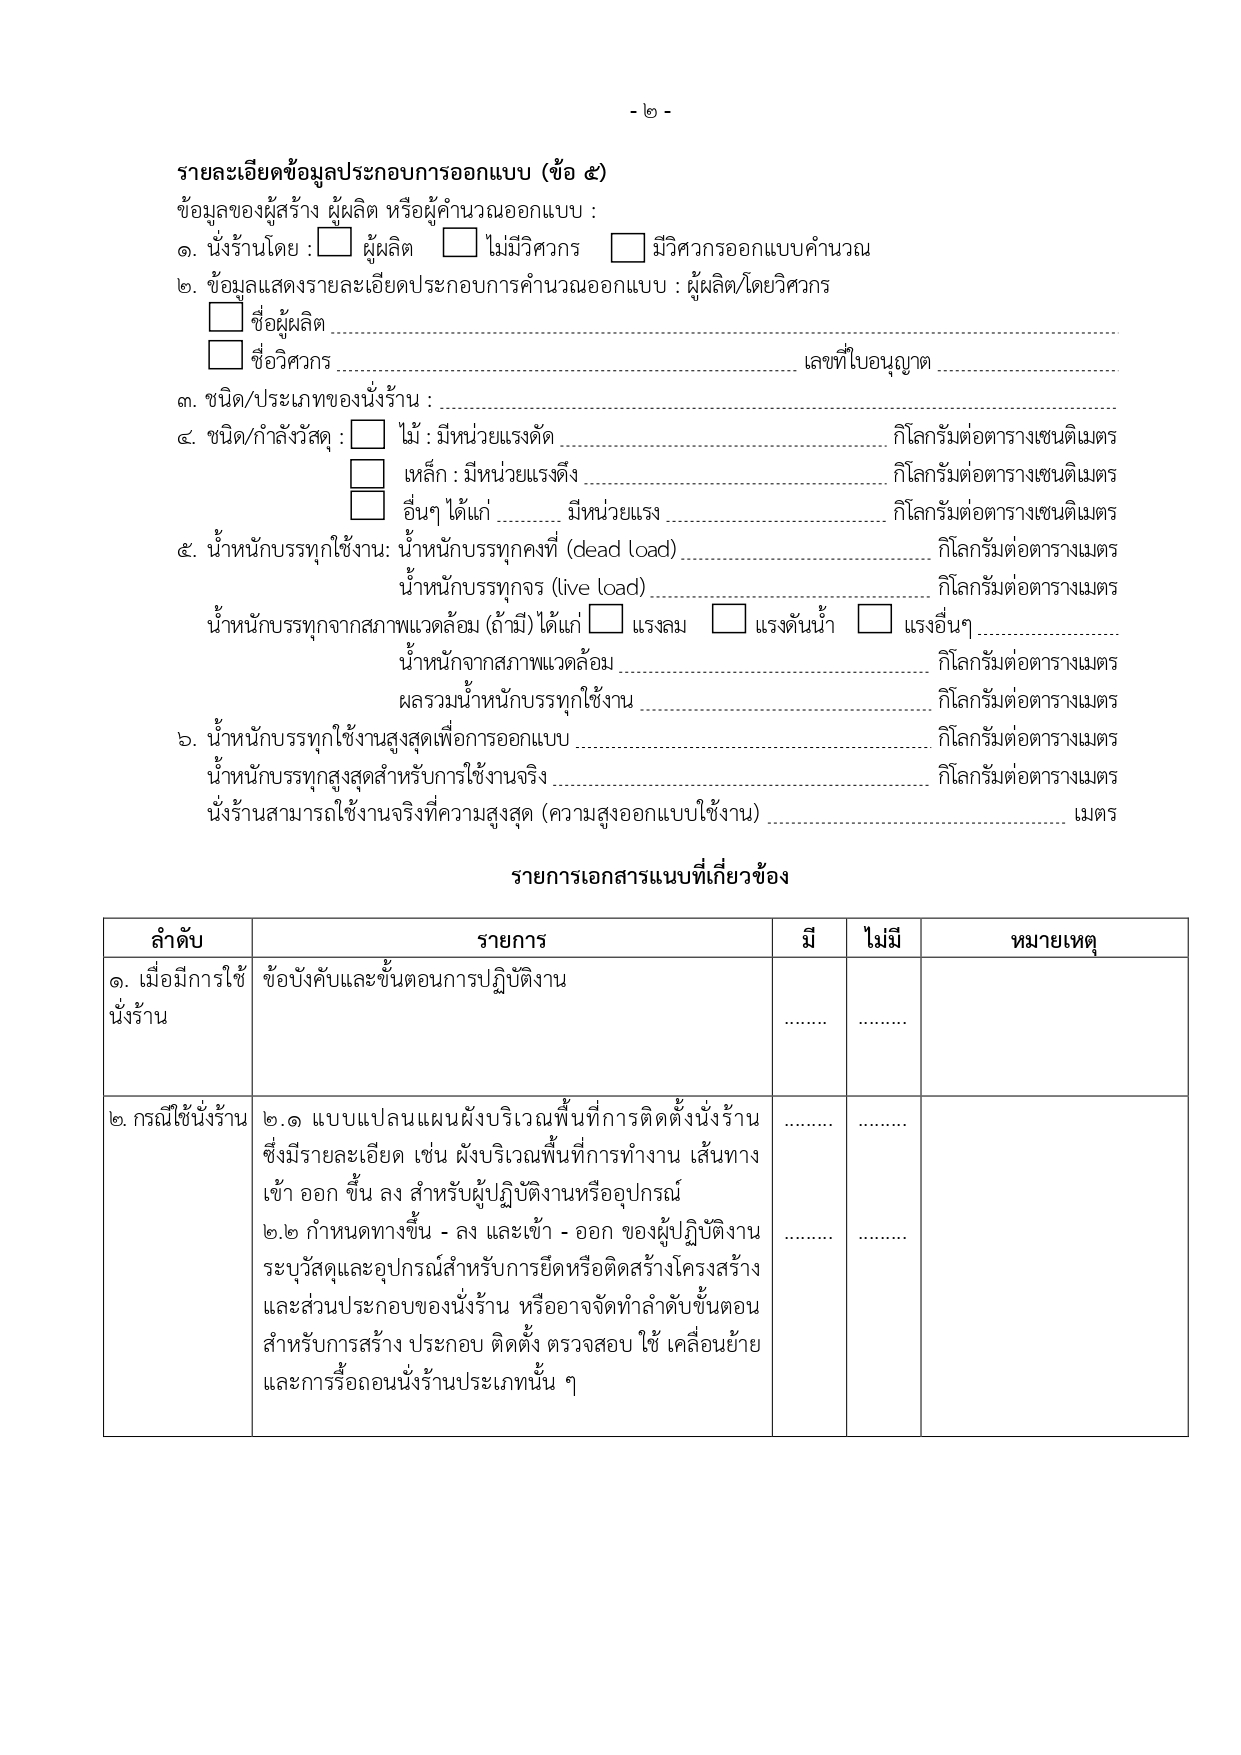 - ๒ -
รายละเอียดข้อมูลประกอบการออกแบบ (ข้อ ๕)
ข้อมูลของผู้สร้าง ผู้ผลิต หรือผู้คำนวณออกแบบ :
๑. นั่งร้านโดย : ผู้ผลิต ไม่มีวิศวกร มีวิศวกรออกแบบคำนวณ
๒. ข้อมูลแสดงรายละเอียดประกอบการคำนวณออกแบบ : ผู้ผลิต/โดยวิศวกร
ชื่อผู้ผลิต
ชื่อวิศวกร เลขที่ใบอนุญาต
๓. ชนิด/ประเภทของนั่งร้าน :
๔. ชนิด/กำลังวัสดุ : ไม้ : มีหน่วยแรงดัด กิโลกรัมต่อตารางเซนติเมตร
เหล็ก : มีหน่วยแรงดึง กิโลกรัมต่อตารางเซนติเมตร
อื่นๆ ได้แก่ มีหน่วยแรง กิโลกรัมต่อตารางเซนติเมตร
๕. น้ำหนักบรรทุกใช้งาน: น้ำหนักบรรทุกคงที่ (dead load) กิโลกรัมต่อตารางเมตร
น้ำหนักบรรทุกจร (live load) กิโลกรัมต่อตารางเมตร
น้ำหนักบรรทุกจากสภาพแวดล้อม (ถ้ามี) ได้แก่ แรงลม แรงดันน้ำ แรงอื่นๆ
น้ำหนักจากสภาพแวดล้อม กิโลกรัมต่อตารางเมตร
ผลรวมน้ำหนักบรรทุกใช้งาน กิโลกรัมต่อตารางเมตร
๖. น้ำหนักบรรทุกใช้งานสูงสุดเพื่อการออกแบบ กิโลกรัมต่อตารางเมตร
น้ำหนักบรรทุกสูงสุดสำหรับการใช้งานจริง กิโลกรัมต่อตารางเมตร
นั่งร้านสามารถใช้งานจริงที่ความสูงสุด (ความสูงออกแบบใช้งาน) เมตร
รายการเอกสารแนบที่เกี่ยวข้อง
ลำดับ รายการ มี ไม่มี หมายเหตุ
๑. เมื่อมีการใช้ ข้อบังคับและขั้นตอนการปฏิบัติงาน
นั่งร้าน ........ .........
๒. กรณีใช้นั่งร้าน ๒.๑ แบบแปลนแผนผังบริเวณพื้นที่การติดตั้งนั่งร้าน ......... .........
ซึ่งมีรายละเอียด เช่น ผังบริเวณพื้นที่การทำงาน เส้นทาง
เข้า ออก ขึ้น ลง สำหรับผู้ปฏิบัติงานหรืออุปกรณ์
๒.๒ กำหนดทางขึ้น - ลง และเข้า - ออก ของผู้ปฏิบัติงาน ......... .........
ระบุวัสดุและอุปกรณ์สำหรับการยึดหรือติดสร้างโครงสร้าง
และส่วนประกอบของนั่งร้าน หรืออาจจัดทำลำดับขั้นตอน
สำหรับการสร้าง ประกอบ ติดตั้ง ตรวจสอบ ใช้ เคลื่อนย้าย
และการรื้อถอนนั่งร้านประเภทนั้น ๆ